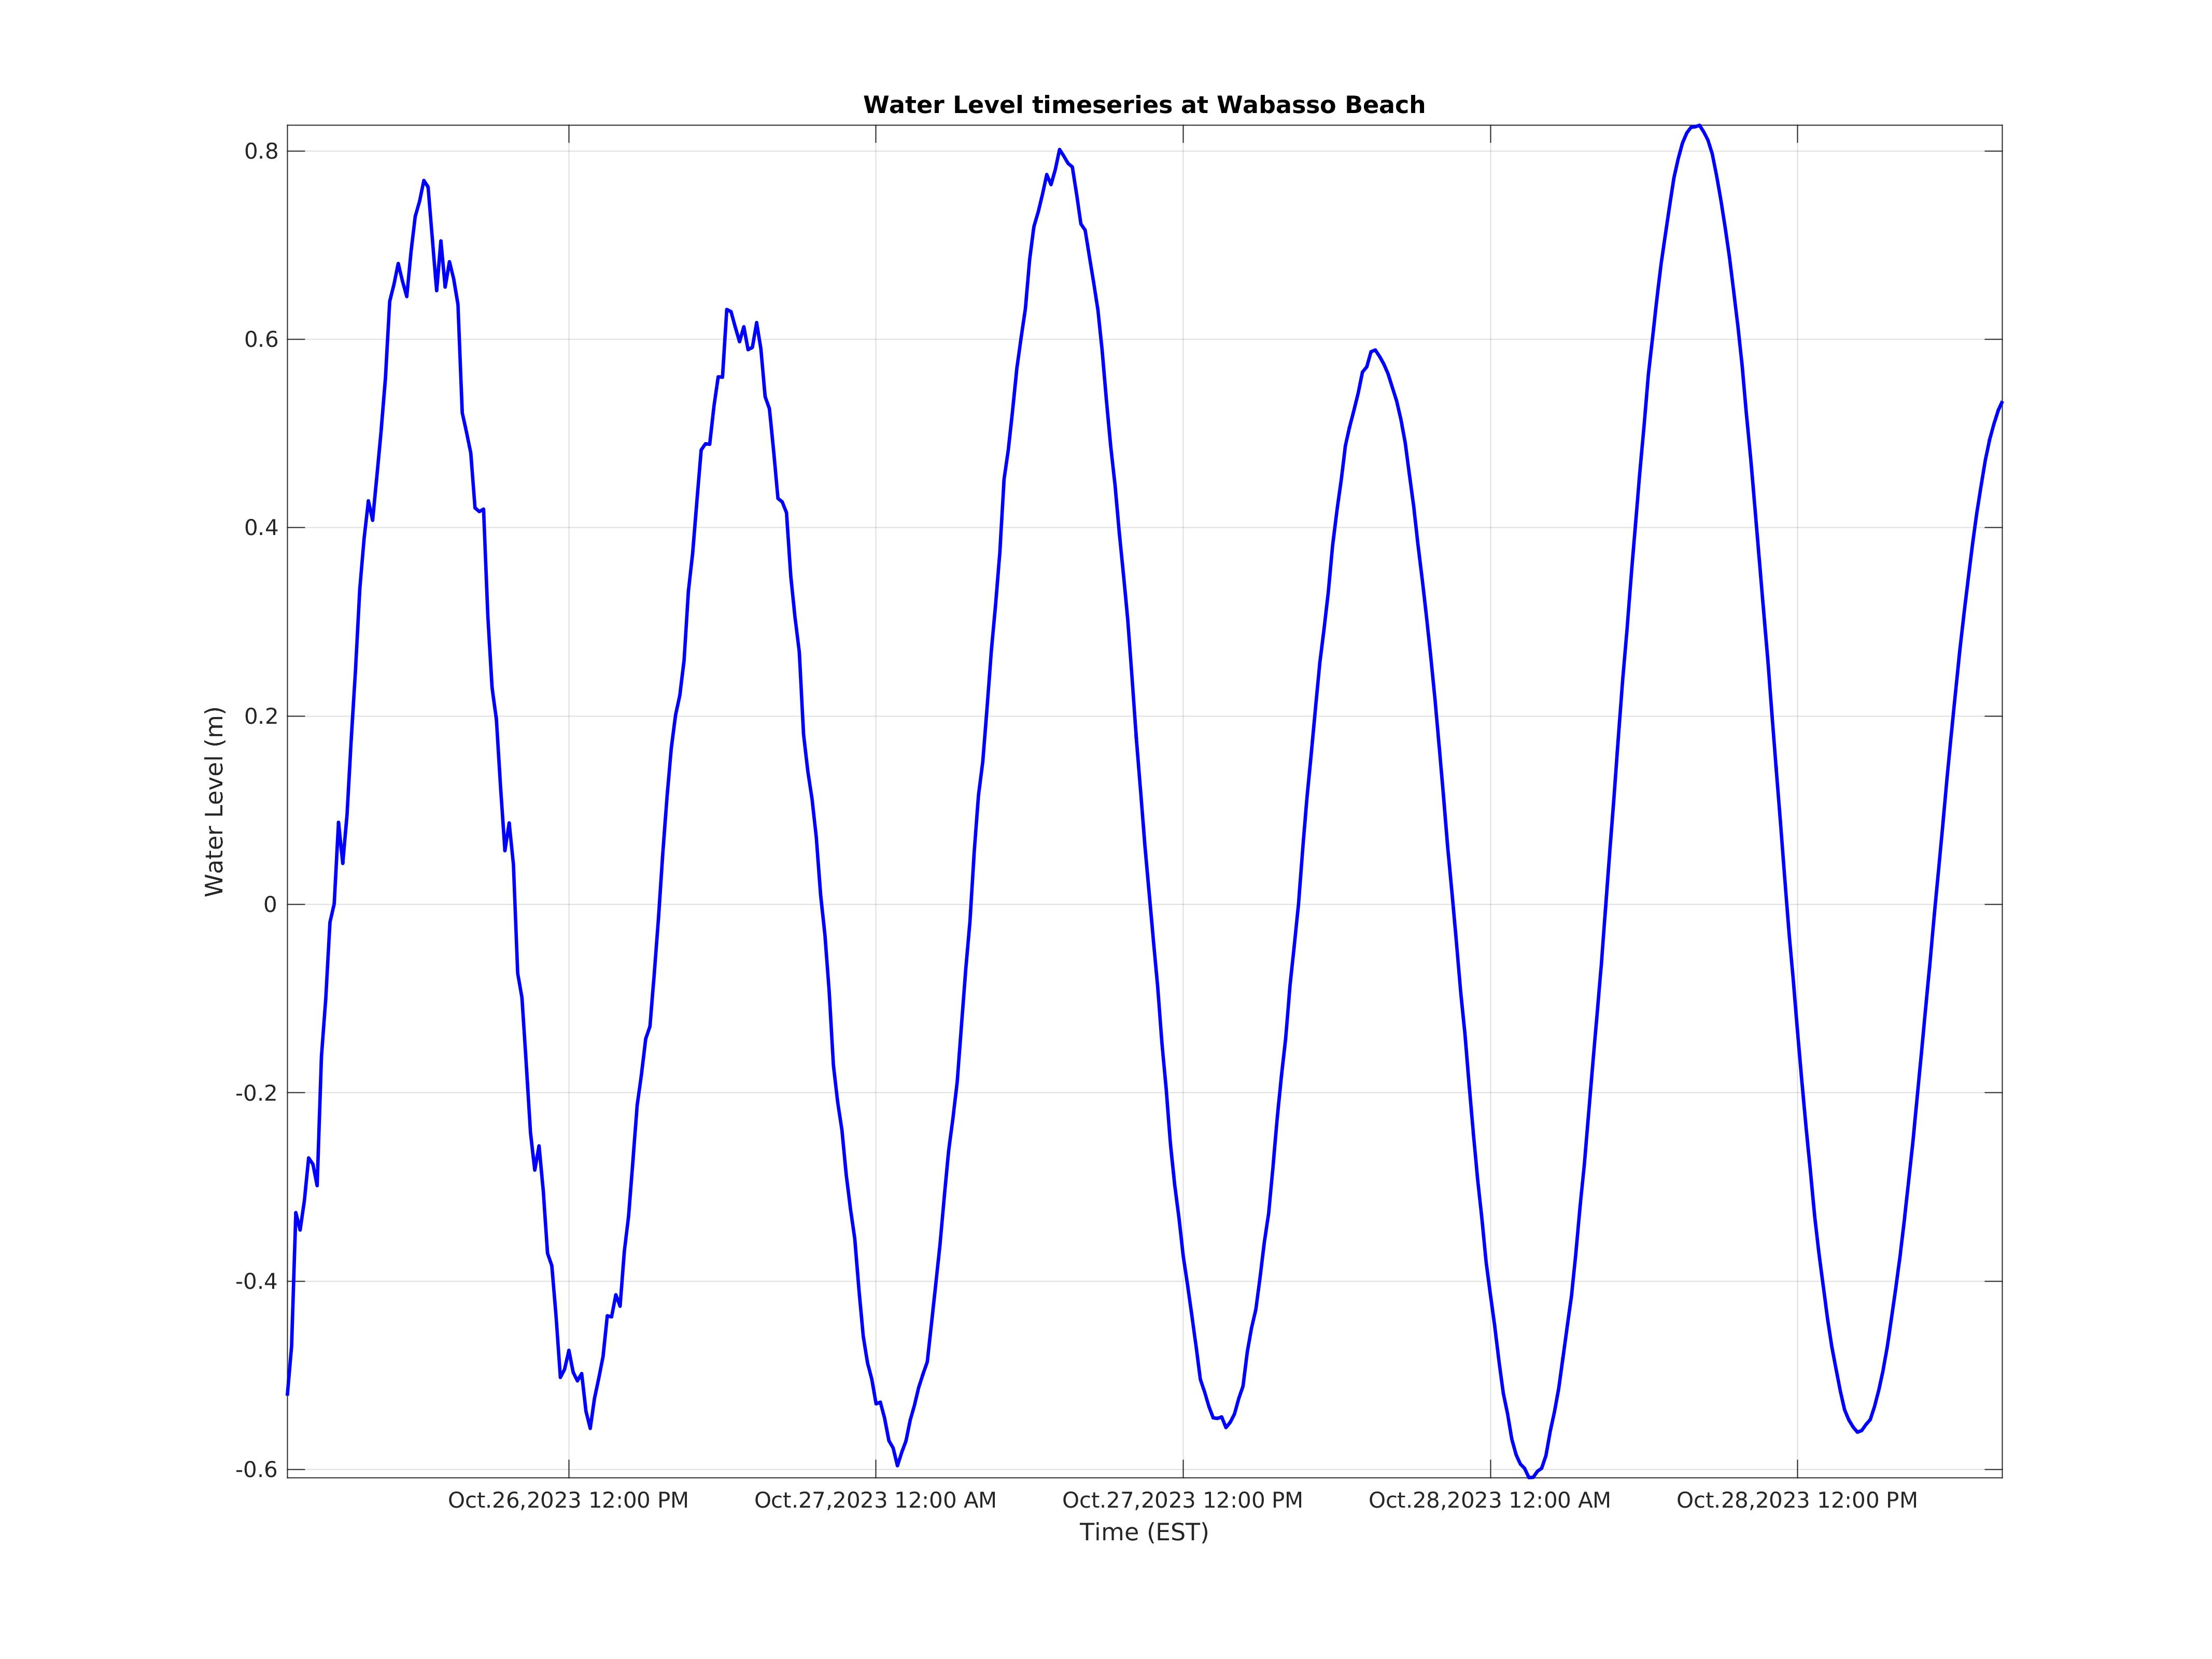 Water Level timeseries at Wabasso Beach
0.8
0.6
0.4
0.2
0
-0.2
-0.4
-0.6
Water Level (m)
Oct.26,2023 12:00 PM Oct.27,2023 12:00 AM Oct.27,2023 12:00 PM Oct.28,2023 12:00 AM Oct.28,2023 12:00 PM
Time (EST)